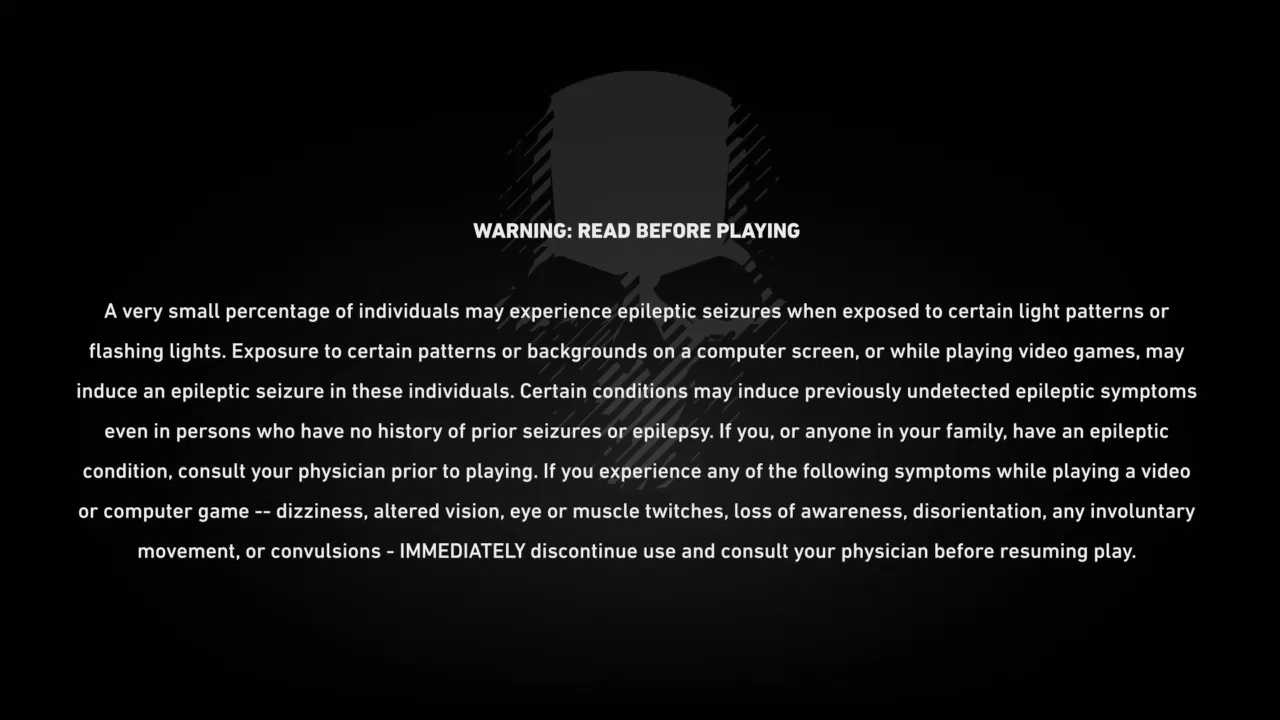 WARNING: READ BEFORE PLAYING
A very small percentage of individuals may experience epileptic seizures when exposed to certain light patterns or
flashing lights. Exposure to certain patterns or backgrounds on a computer screen, or while playing video games, may
induce an epileptic seizure in these individuals. Certain conditions may induce previously undetected epileptic symptoms
even in persons who have no history of prior seizures or epilepsy. If you, or anyone in your family, have an epileptic
condition, consult your physician prior to playing. If you experience any of the following symptoms while playing a video
or computer game -- dizziness, altered vision, eye or muscle twitches, loss of awareness, disorientation, any involuntary
movement, or convulsions - IMMEDIATELY discontinue use and consult your physician before resuming play.